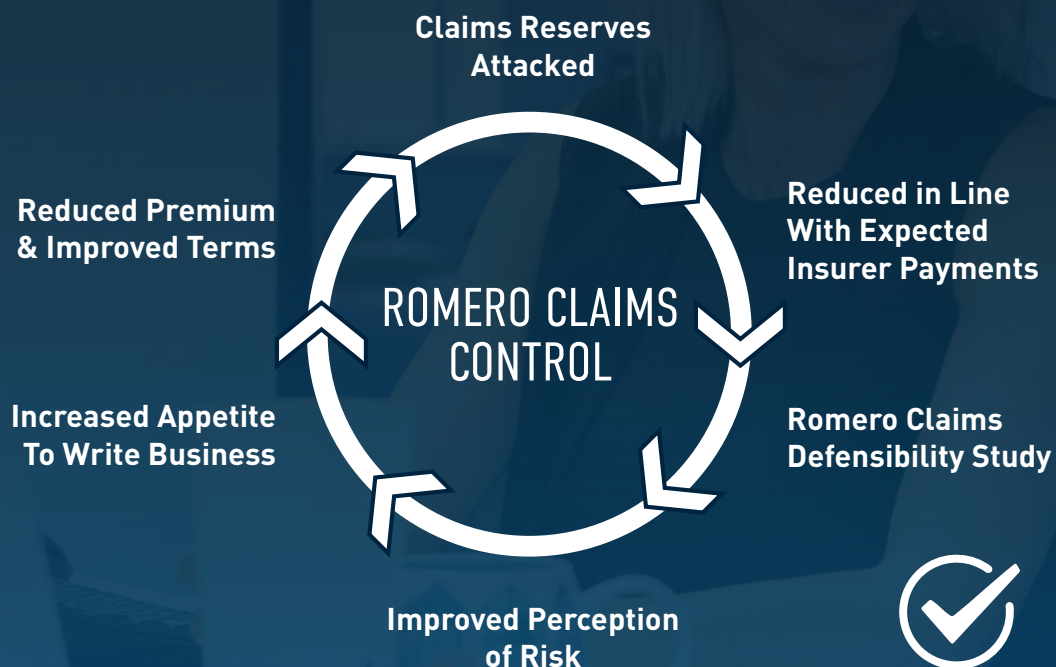 Claims Reserves
Attacked
Reduced in Line
With Expected
Insurer Payments
Romero Claims
Defensibility Study
Improved Perception
of Risk
Increased Appetite
To Write Business
Reduced Premium
& Improved Terms
ROMERO CLAIMS
CONTROL